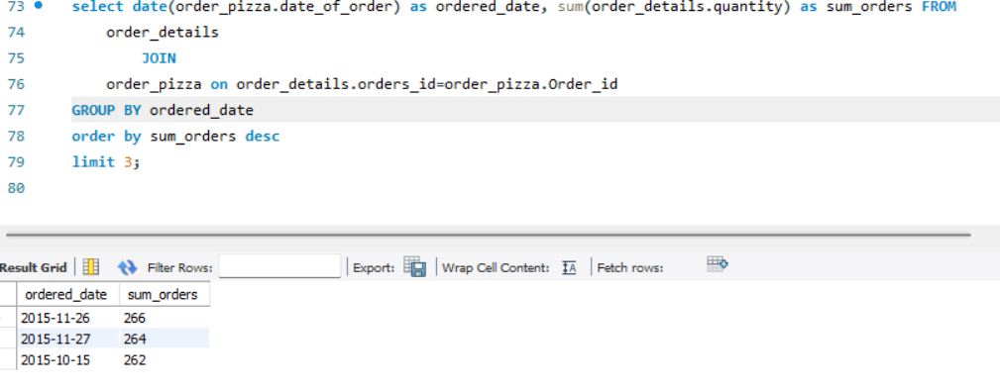 73 select date(order_pizza.date_of_order) as ordered_date, sum(order_details.quantity) as sum_orders FROM
74 order_details
75 JOIN
76 order_pizza on order_details.orders_id=order_pizza.Order_id
77 GROUP BY ordered_date
78 order by sum_orders desc
79 limit 3;
80
Result Grid Filter Rows: Export: Wrap Cell Content: IA Fetch rows:
ordered_date sum_orders
2015-11-26 266
2015-11-27 264
2015-10-15 262